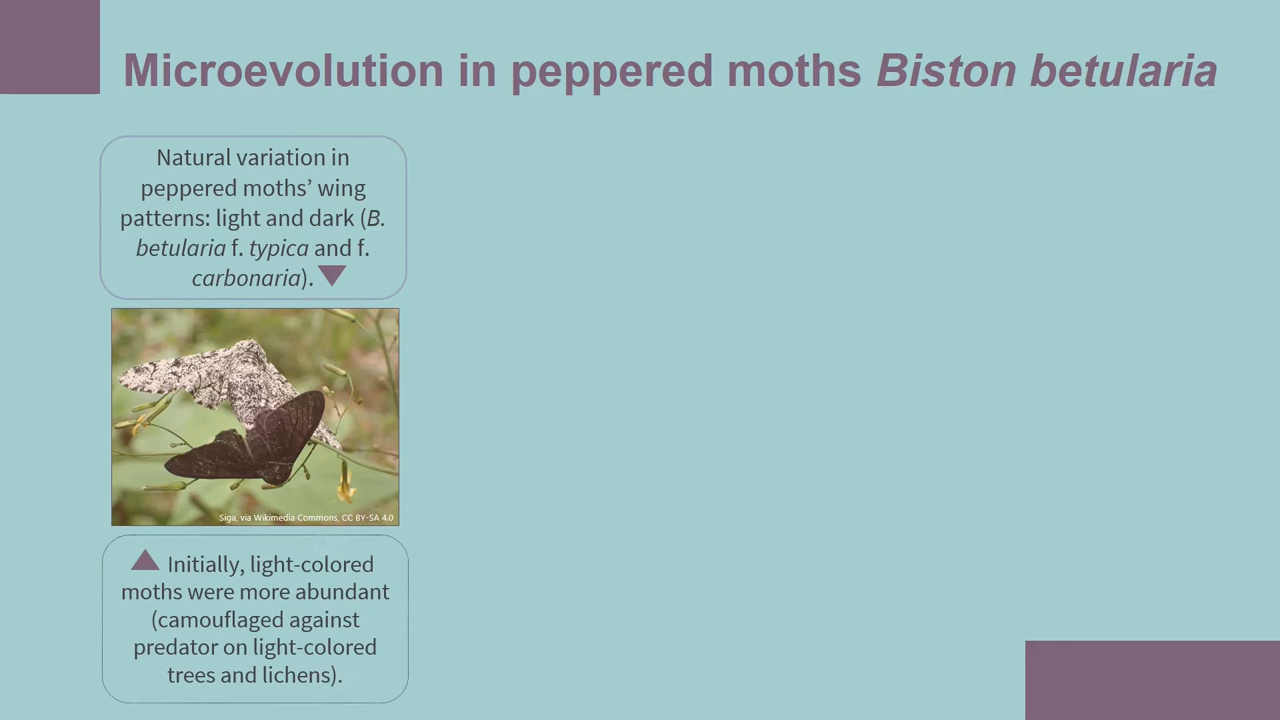 Microevolution in peppered moths Biston betularia
Natural variation in
peppered moths’ wing
patterns: light and dark (B.
betularia f. typica and f.
carbonaria).
Siga, via Wikimedia Commons, CC BY-SA 4.0
Initially, light-colored
moths were more abundant
(camouflaged against
predator on light-colored
trees and lichens).